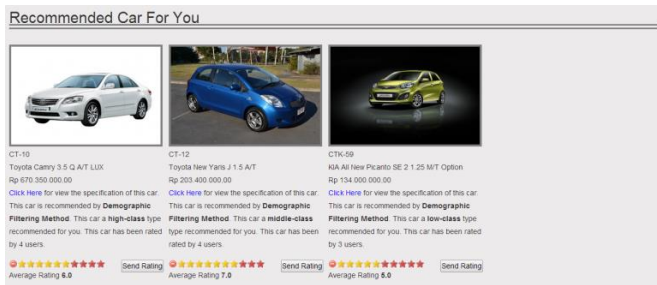 Recommended Car For You
CT-10
Toyota Camry 3.5 Q A/T LUX
Rp 670.350.000.00
Click Here for view the specification of this car.
This car is recommended by Demographic
Filtering Method. This car a high-class type
recommended for you. This car has been rated
by 4 users.
Send Rating
Average Rating 6.0
CT-12
Toyota New Yaris J 1.5 A/T
Rp 203.400.000.00
Click Here for view the specification of this car.
This car is recommended by Demographic
Filtering Method. This car a middle-class
type recommended for you. This car has been
rated by 4 users.
Send Rating
Average Rating 7.0
CTK-59
KIA All New Picanto SE 2 1.25 M/T Option
Rp 134.000.000.00
Click Here for view the specification of this car.
This car is recommended by Demographic
Filtering Method. This car a low-class type
recommended for you. This car has been rated
by 3 users.
Send Rating
Average Rating 5.0